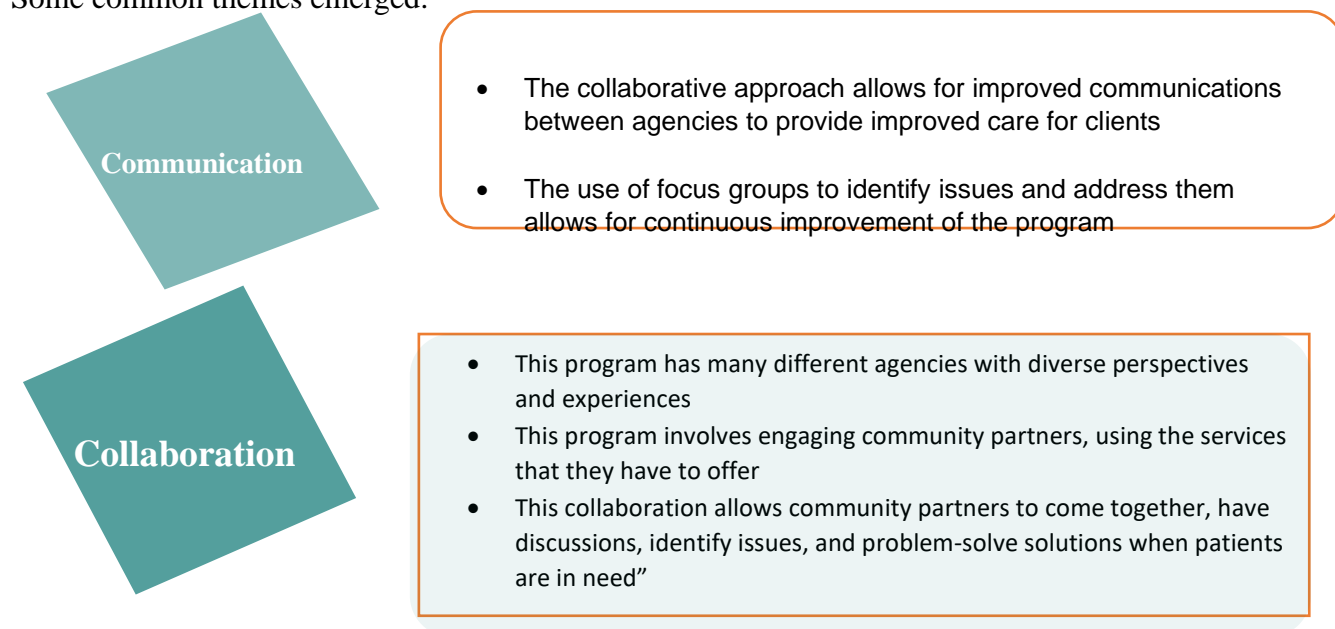 Some common themes emerged:
Communication
• The collaborative approach allows for improved communications
between agencies to provide improved care for clients
• The use of focus groups to identify issues and address them
allows for continuous improvement of the program
Collaboration
• This program has many different agencies with diverse perspectives
and experiences
• This program involves engaging community partners, using the services
that they have to offer
• This collaboration allows community partners to come together, have
discussions, identify issues, and problem-solve solutions when patients
are in need”